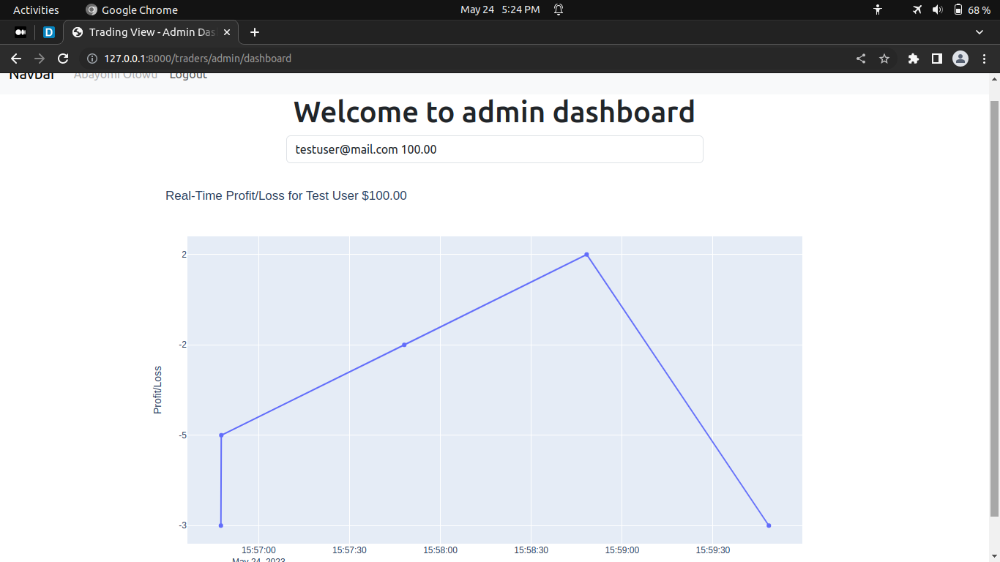 Activities Google Chrome May 24 5:24 PM 68 %
D Trading View - Admin Das
127.0.0.1:8000/traders/admin/dashboard
Navbar Abayomi Olowo Logout
Welcome to admin dashboard
testuser@mail.com 100.00
Real-Time Profit/Loss for Test User $100.00
2
-2
Profit/Loss
-5
-3
15:57:00 15:57:30 15:58:00 15:58:30 15:59:00 15:59:30
May 24, 2023